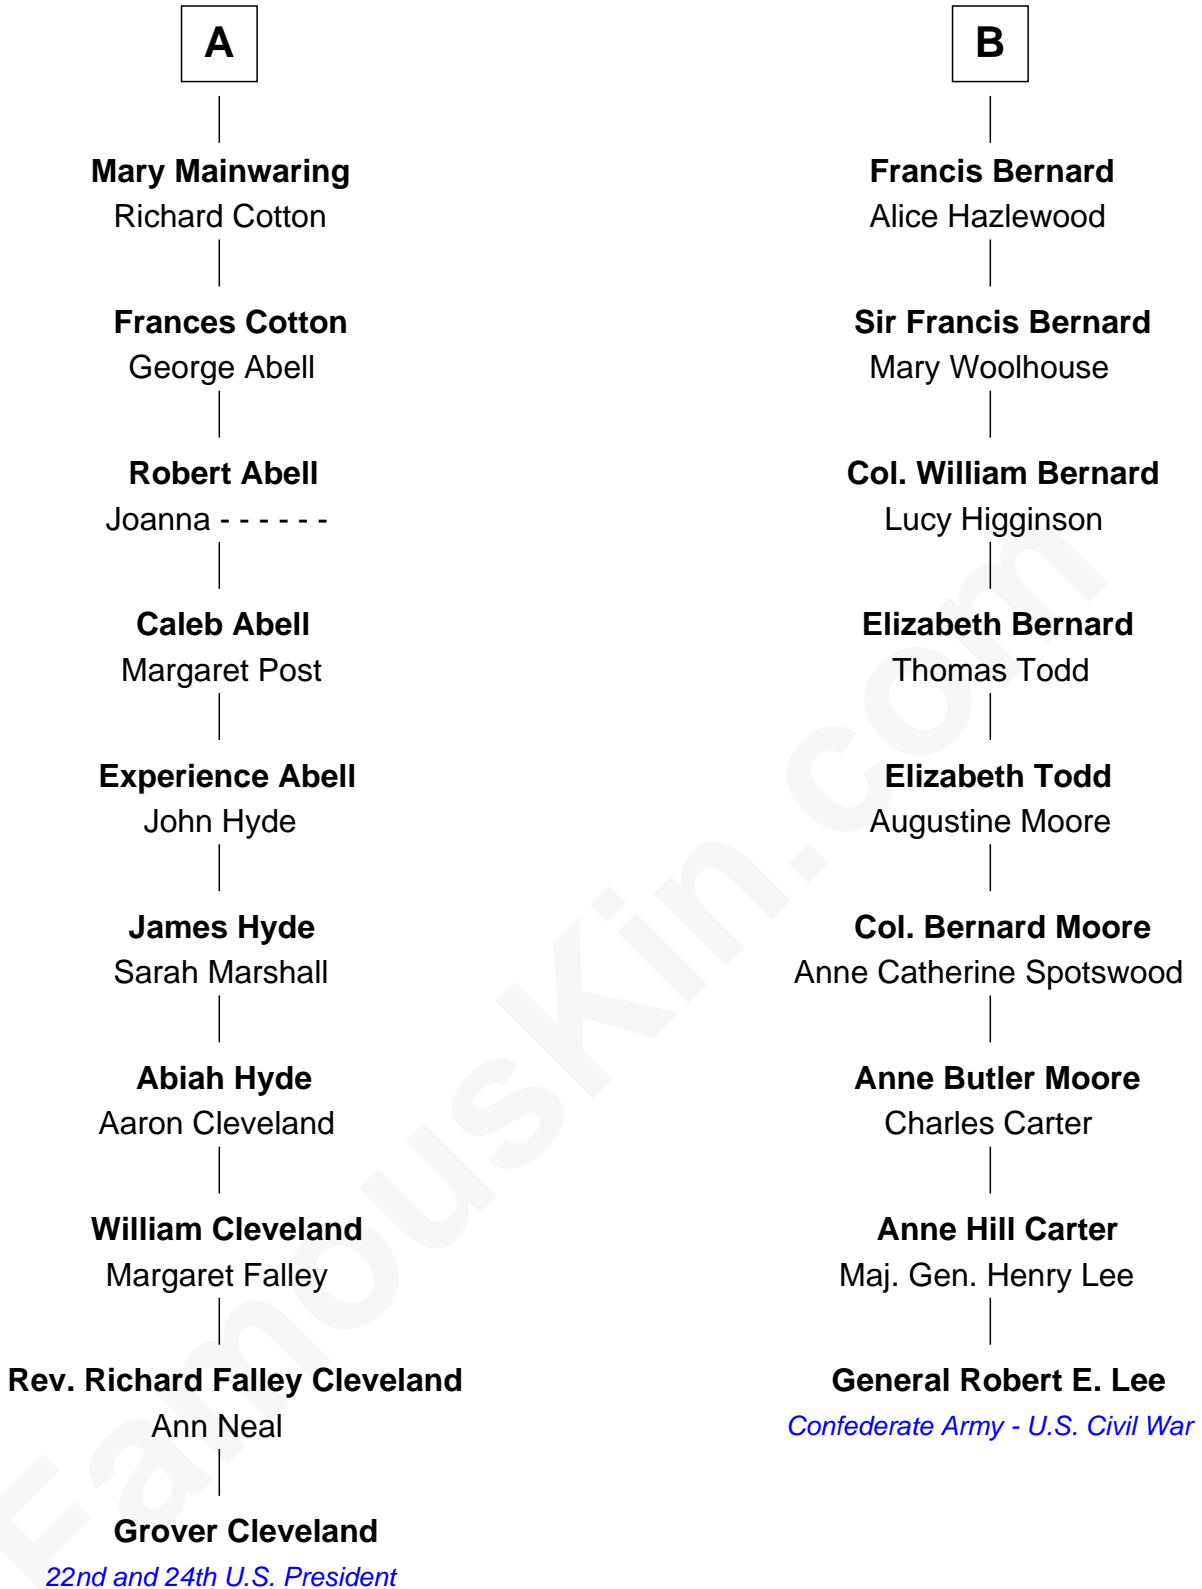 A
Mary Mainwaring
Richard Cotton
Frances Cotton
George Abell
Robert Abell
Joanna - - - - - -
Caleb Abell
Margaret Post
Experience Abell
John Hyde
James Hyde
Sarah Marshall
Abiah Hyde
Aaron Cleveland
William Cleveland
Margaret Falley
Rev. Richard Falley Cleveland
Ann Neal
Grover Cleveland
22nd and 24th U.S. President
B
Francis Bernard
Alice Hazlewood
Sir Francis Bernard
Mary Woolhouse
Col. William Bernard
Lucy Higginson
Elizabeth Bernard
Thomas Todd
Elizabeth Todd
Augustine Moore
Col. Bernard Moore
Anne Catherine Spotswood
Anne Butler Moore
Charles Carter
Anne Hill Carter
Maj. Gen. Henry Lee
General Robert E. Lee
Confederate Army - U.S. Civil War
FamousKin.com